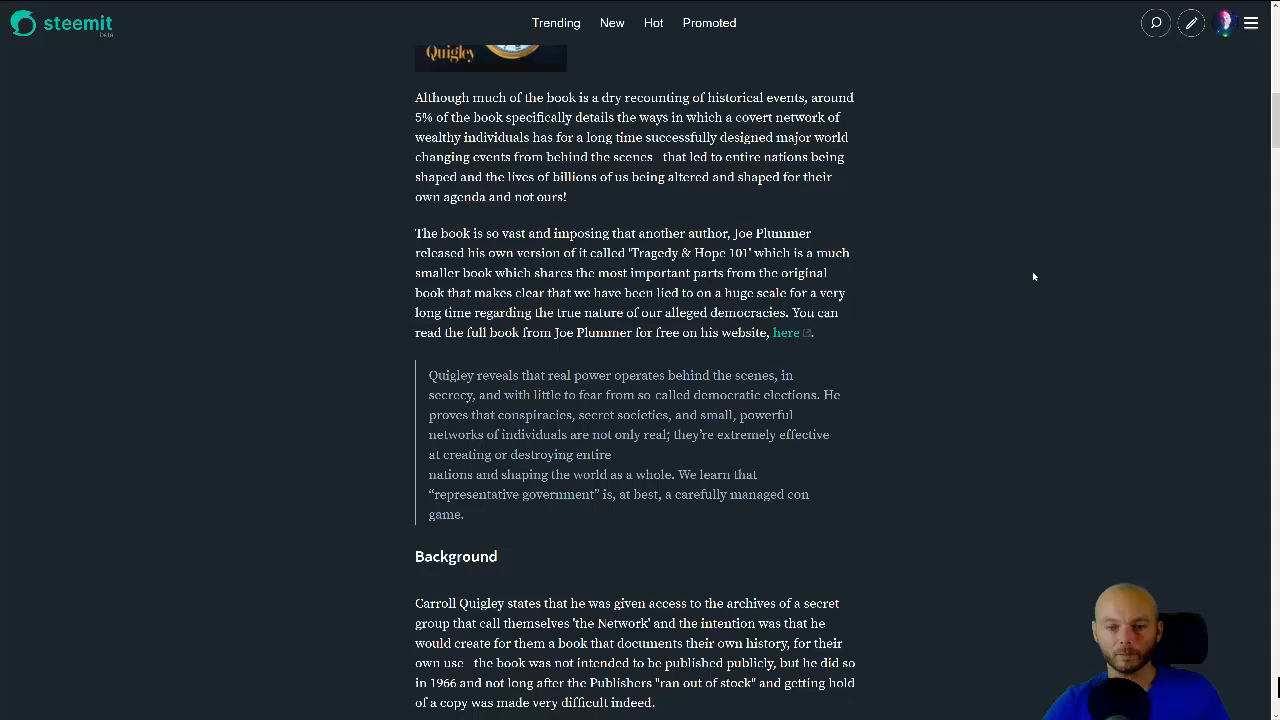 steemit
beta
Trending New Hot Promoted
Quigley
Although much of the book is a dry recounting of historical events, around
5% of the book specifically details the ways in which a covert network of
wealthy individuals has for a long time successfully designed major world
changing events from behind the scenes - that led to entire nations being
shaped and the lives of billions of us being altered and shaped for their
own agenda and not ours!
The book is so vast and imposing that another author, Joe Plummer
released his own version of it called 'Tragedy & Hope 101' which is a much
smaller book which shares the most important parts from the original
book that makes clear that we have been lied to on a huge scale for a very
long time regarding the true nature of our alleged democracies. You can
read the full book from Joe Plummer for free on his website, here.
Quigley reveals that real power operates behind the scenes, in
secrecy, and with little to fear from so-called democratic elections. He
proves that conspiracies, secret societies, and small, powerful
networks of individuals are not only real; they’re extremely effective
at creating or destroying entire
nations and shaping the world as a whole. We learn that
“representative government” is, at best, a carefully managed con
game.
Background
Carroll Quigley states that he was given access to the archives of a secret
group that call themselves 'the Network' and the intention was that he
would create for them a book that documents their own history, for their
own use - the book was not intended to be published publicly, but he did so
in 1966 and not long after the Publishers "ran out of stock" and getting hold
of a copy was made very difficult indeed.